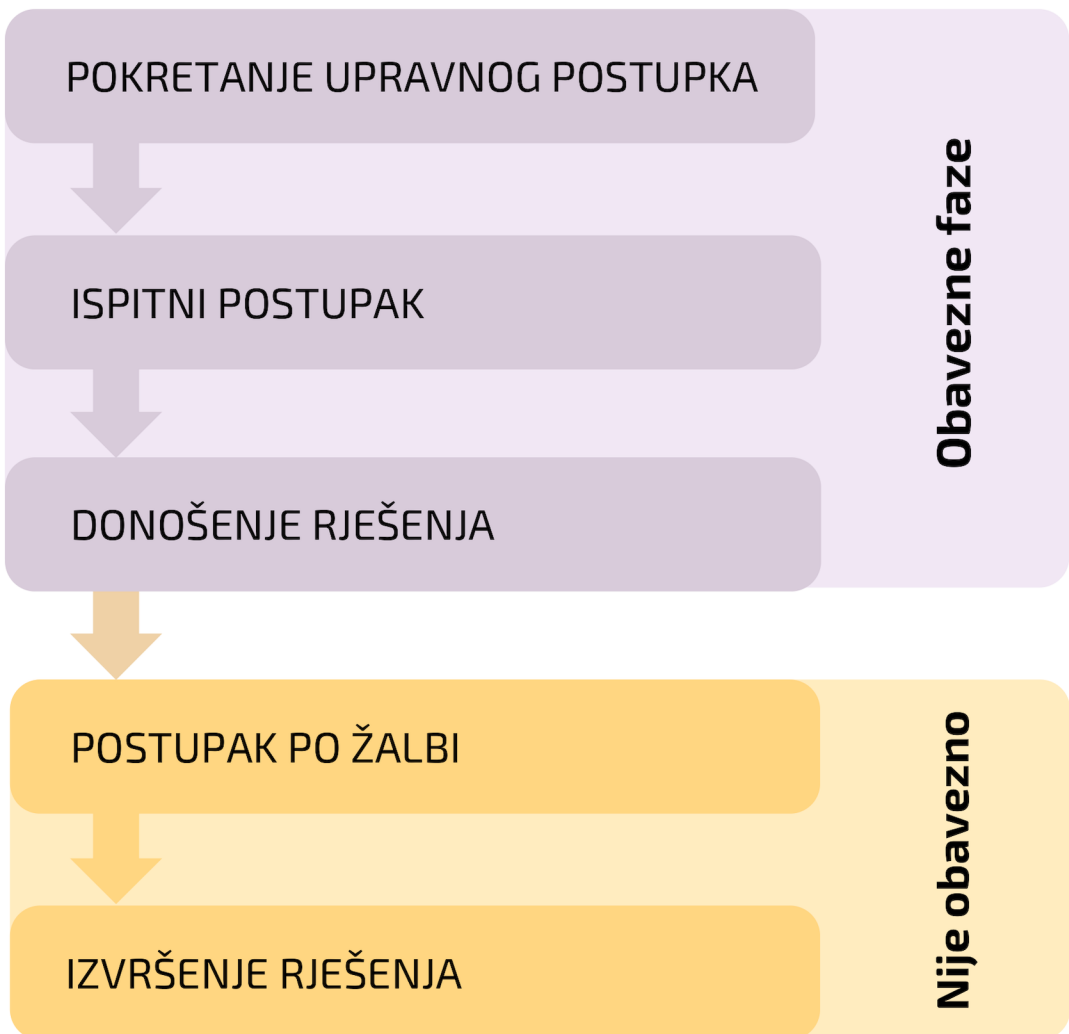 POKRETANJE UPRAVNOG POSTUPKA
ISPITNI POSTUPAK
DONOŠENJE RJEŠENJA
Obavezne faze
POSTUPAK PO ŽALBI
IZVRŠENJE RJEŠENJA
Nije obavezno